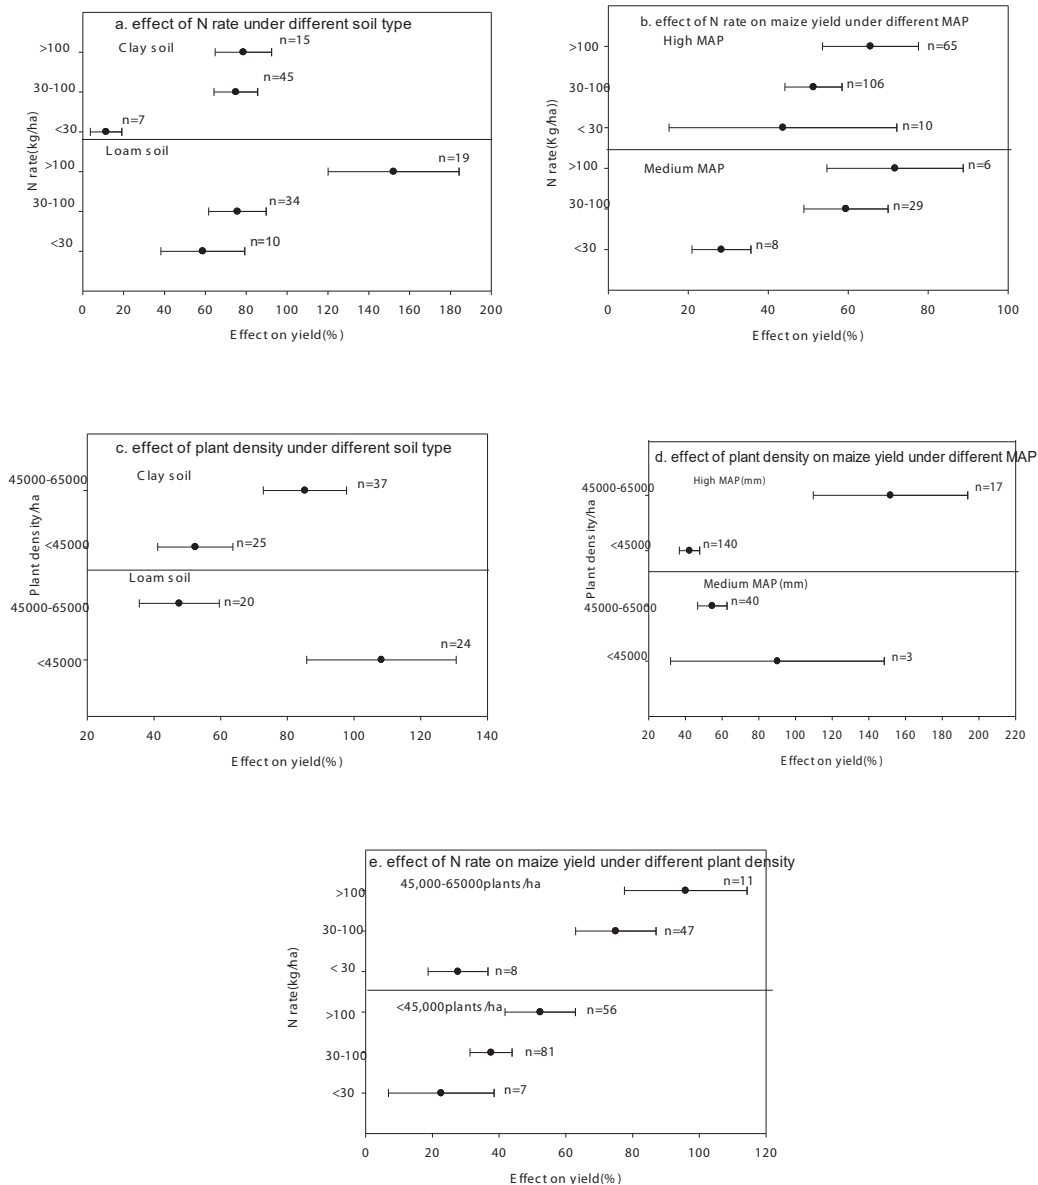 a. effect of N rate under different soil type
Clay soil
>100
n=15
30-100
n=45
<30
n=7
N rate(kg/ha)
Loam soil
>100
n=19
30-100
n=34
<30
n=10
0 20 40 60 80 100 120 140 160 180 200
Effect on yield(%)
b. effect of N rate on maize yield under different MAP
High MAP
>100
n=65
30-100
n=106
< 30
n=10
N rate(Kg/ha))
Medium MAP
>100
n=6
30-100
n=29
<30
n=8
0 20 40 60 80 100
Effect on yield(%)
c. effect of plant density under different soil type
Clay soil
45000-65000
n=37
<45000
n=25
Plant density/ha
Loam soil
45000-65000
n=20
<45000
n=24
20 40 60 80 100 120 140
Effect on yield(%)
d. effect of plant density on maize yield under different MAP
High MAP(mm)
45000-65000
n=17
<45000
n=140
Plant density/ha
Medium MAP(mm)
45000-65000
n=40
<45000
n=3
20 40 60 80 100 120 140 160 180 200 220
Effect on yield(%)
e. effect of N rate on maize yield under different plant density
45,000-65000plants/ha
>100
n=11
30-100
n=47
< 30
n=8
N rate(kg/ha)
<45,000plants/ha
>100
n=56
30-100
n=81
<30
n=7
0 20 40 60 80 100 120
Effect on yield(%)